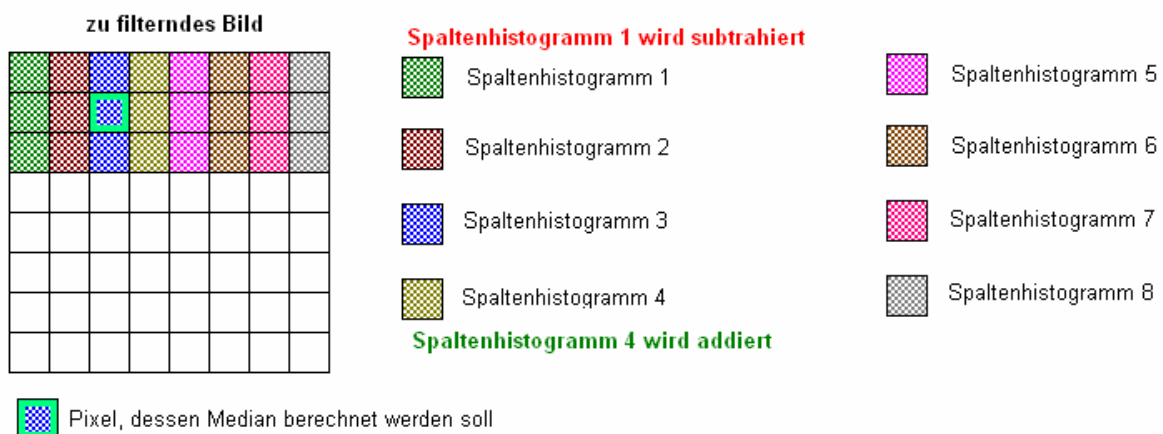 zu filterndes Bild
Spaltenhistogramm 1 wird subtrahiert
Spaltenhistogramm 1
Spaltenhistogramm 2
Spaltenhistogramm 3
Spaltenhistogramm 4
Spaltenhistogramm 4 wird addiert
Spaltenhistogramm 5
Spaltenhistogramm 6
Spaltenhistogramm 7
Spaltenhistogramm 8
Pixel, dessen Median berechnet werden soll